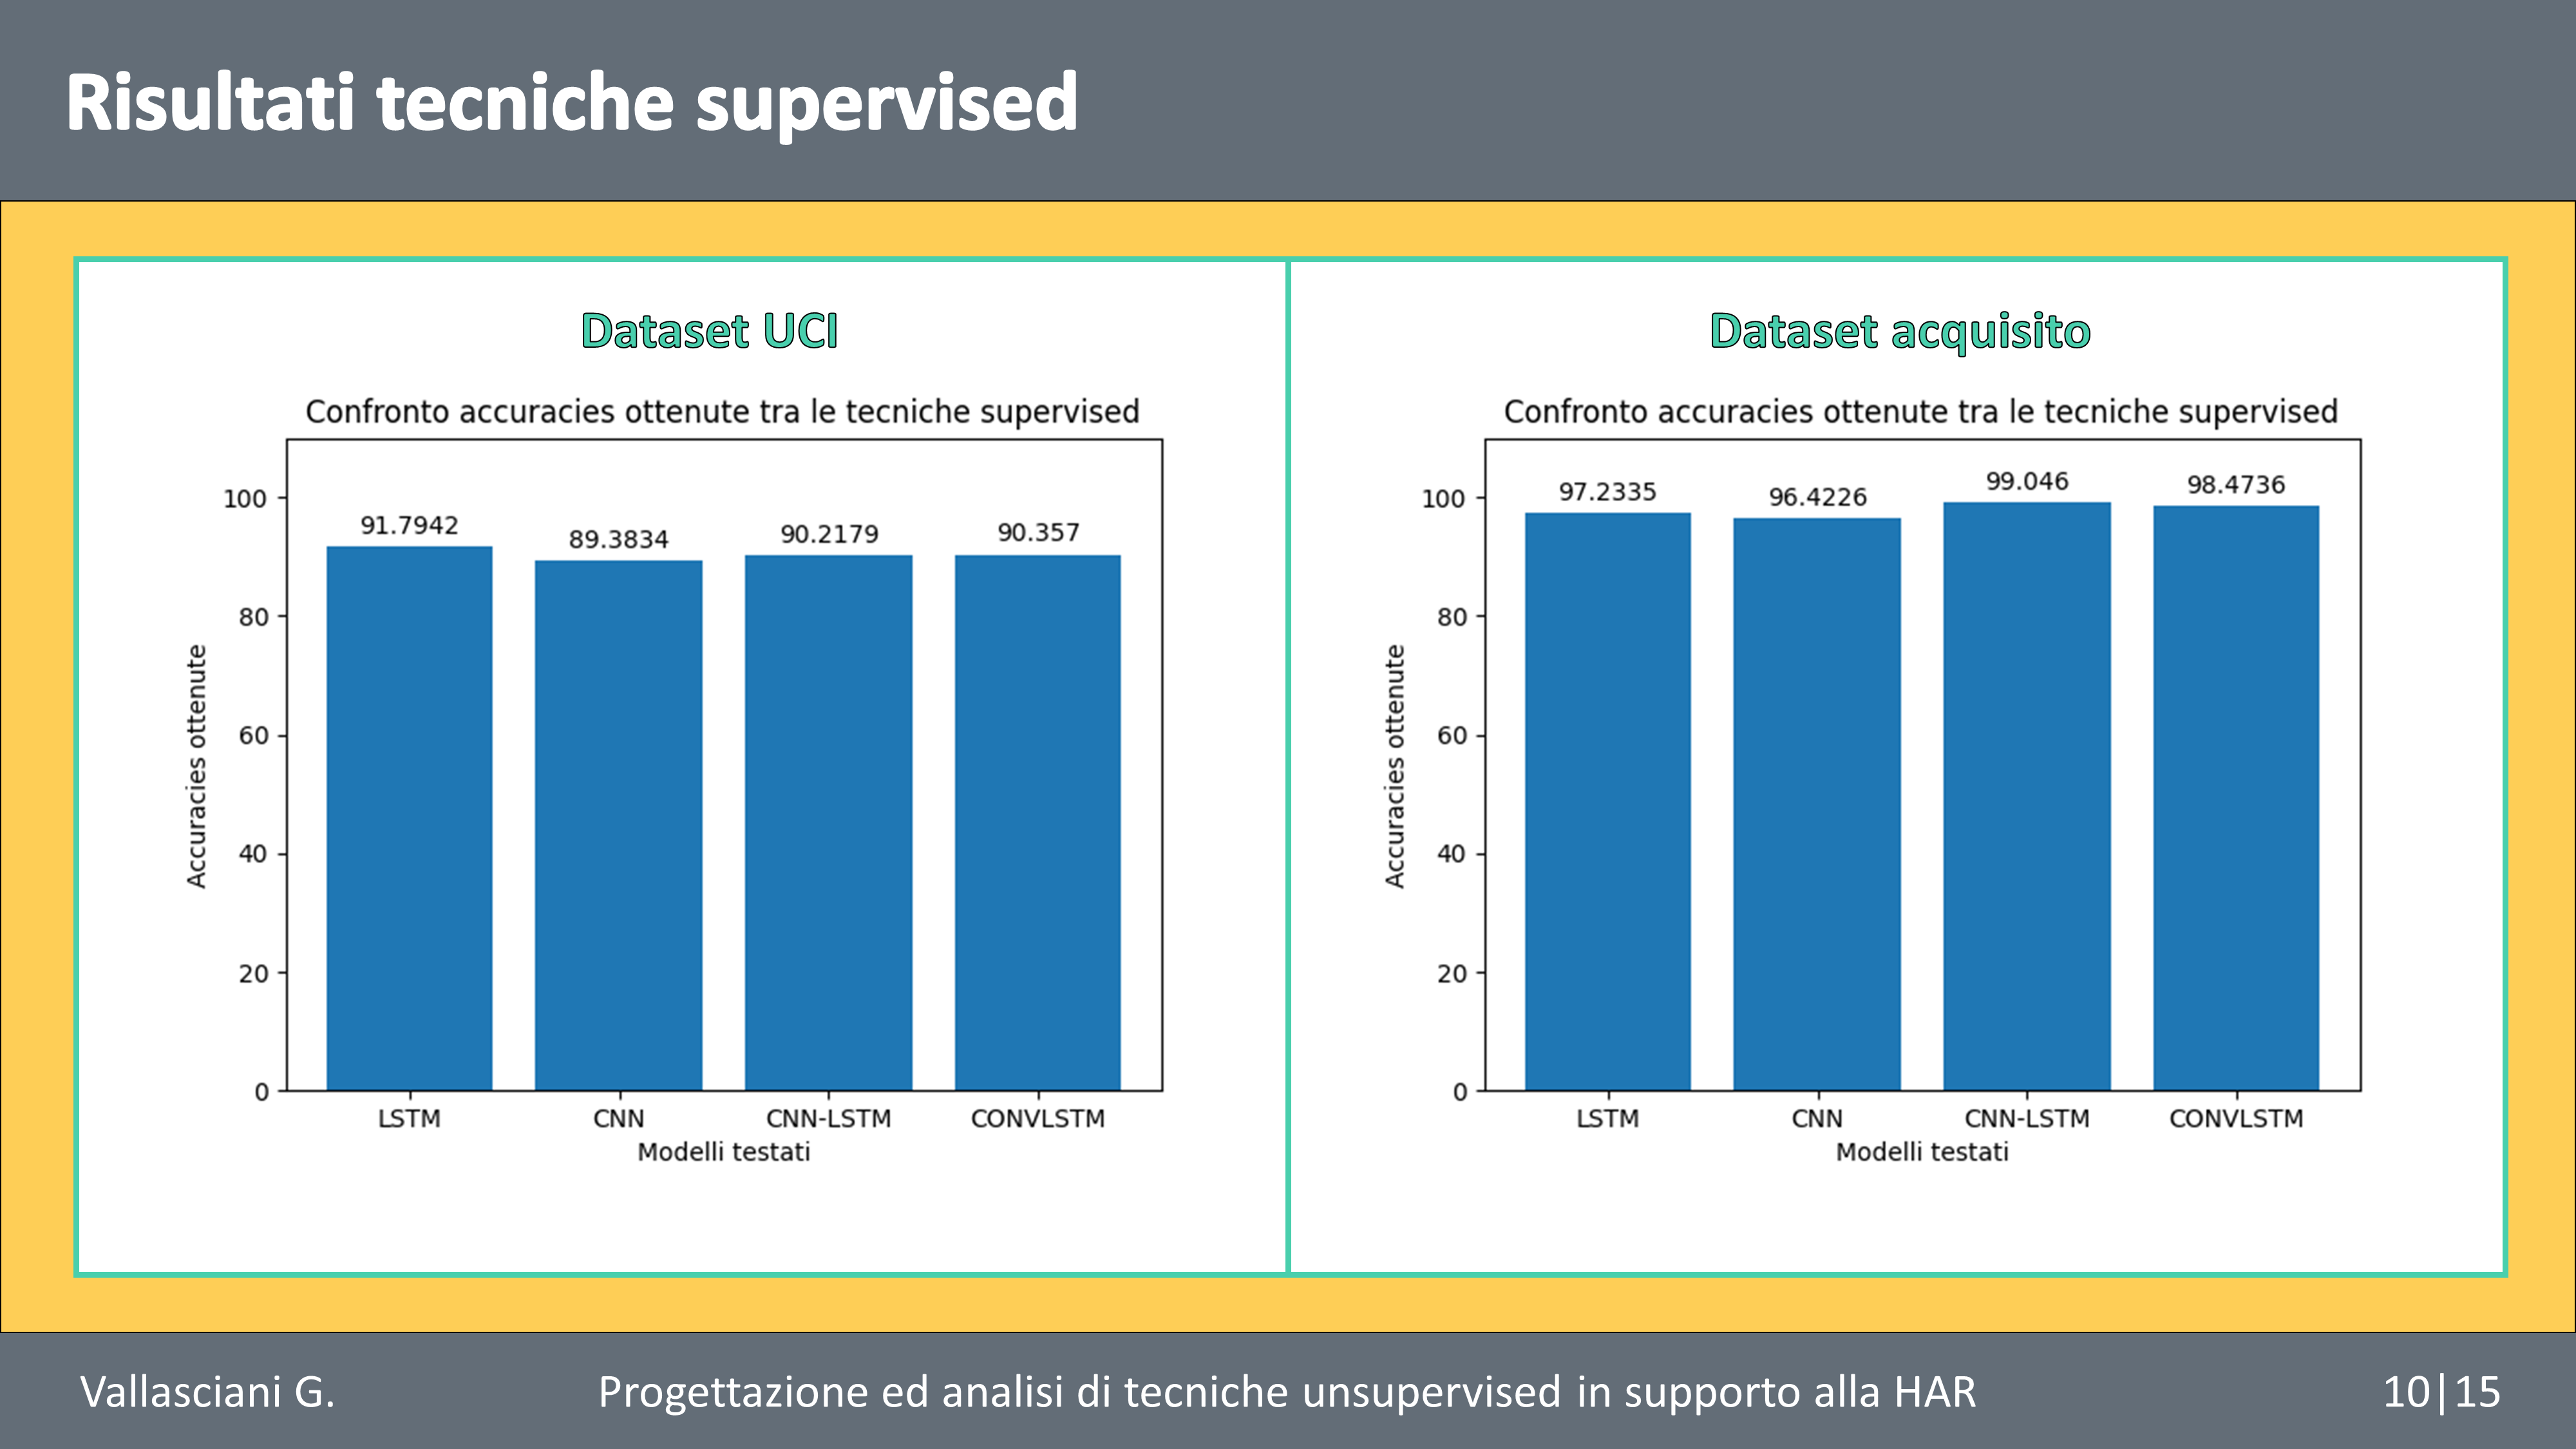 Risultati tecniche supervised
Dataset UCI
Confronto accuracies ottenute tra le tecniche supervised
Accuracies ottenute
100
80
60
40
20
0
91.7942
89.3834
90.2179
90.357
LSTM
CNN
CNN-LSTM
CONVLSTM
Modelli testati
Dataset acquisito
Confronto accuracies ottenute tra le tecniche supervised
Accuracies ottenute
100
80
60
40
20
0
97.2335
96.4226
99.046
98.4736
LSTM
CNN
CNN-LSTM
CONVLSTM
Modelli testati
Vallasciani G.
Progettazione ed analisi di tecniche unsupervised in supporto alla HAR
10|15